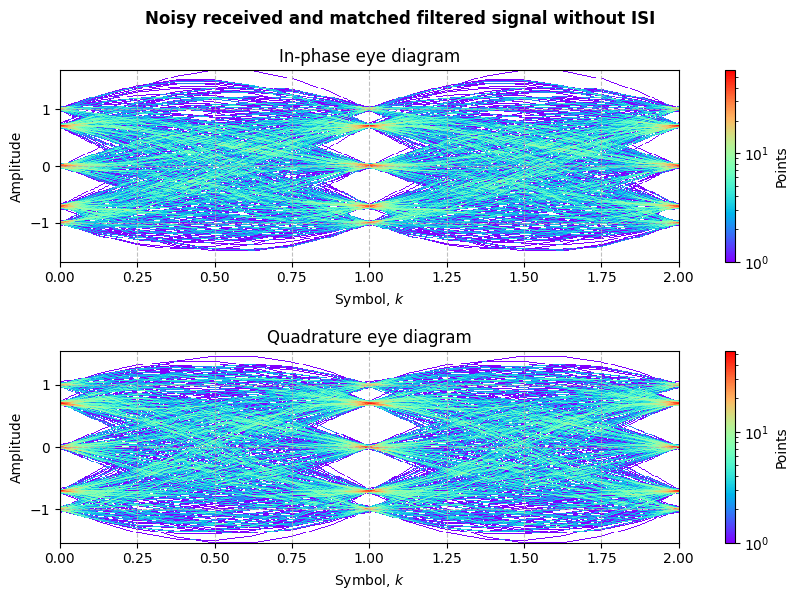 Noisy received and matched filtered signal without ISI
In-phase eye diagram
Amplitude
1
0
−1
0.00 0.25 0.50 0.75 1.00 1.25 1.50 1.75 2.00
Symbol, k
10¹
10⁰
Points
Quadrature eye diagram
Amplitude
1
0
−1
0.00 0.25 0.50 0.75 1.00 1.25 1.50 1.75 2.00
Symbol, k
10¹
10⁰
Points